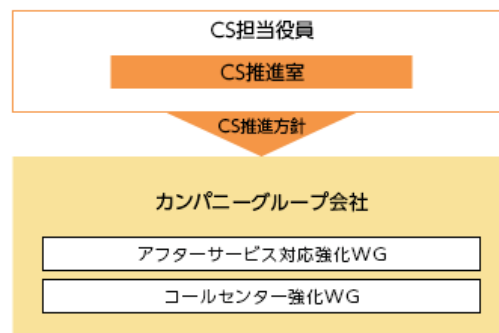 CS担当役員
CS推進室
CS推進方針
カンパニーグループ会社
アフターサービス対応強化WG
コールセンター強化WG